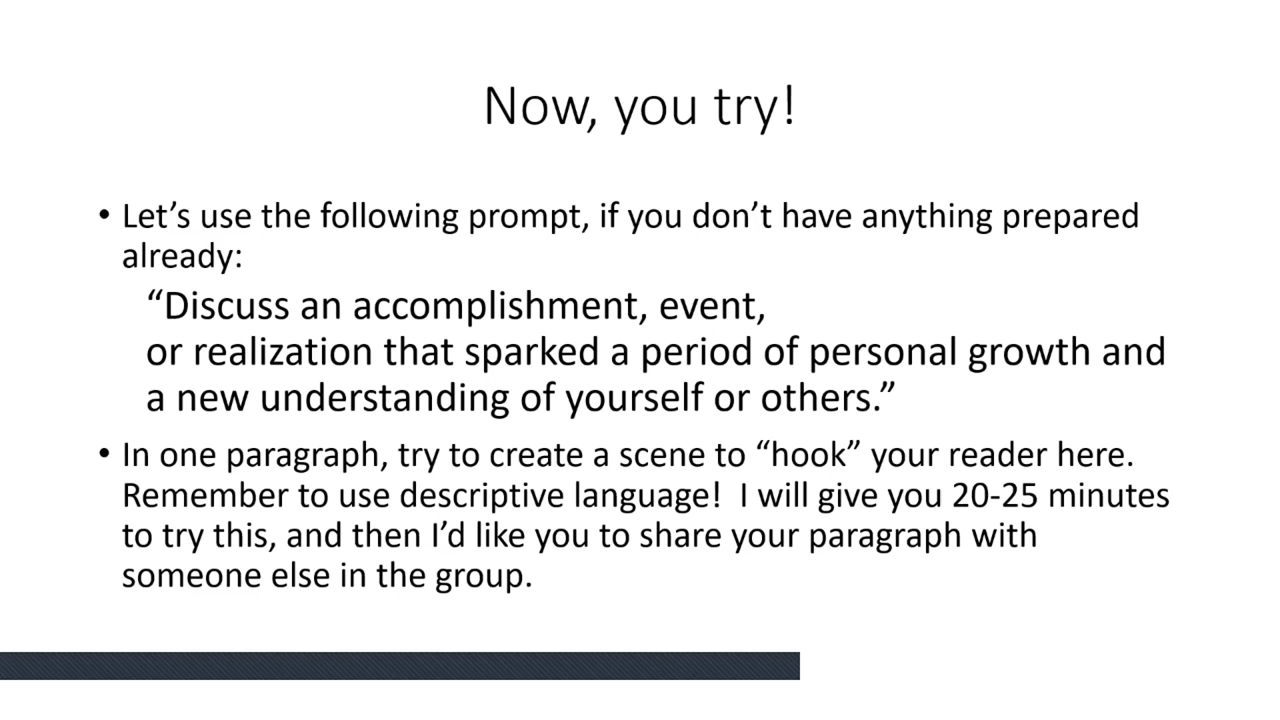 Now, you try!
• Let’s use the following prompt, if you don’t have anything prepared
already:
“Discuss an accomplishment, event,
or realization that sparked a period of personal growth and
a new understanding of yourself or others.”
• In one paragraph, try to create a scene to “hook” your reader here.
Remember to use descriptive language!  I will give you 20-25 minutes
to try this, and then I’d like you to share your paragraph with
someone else in the group.